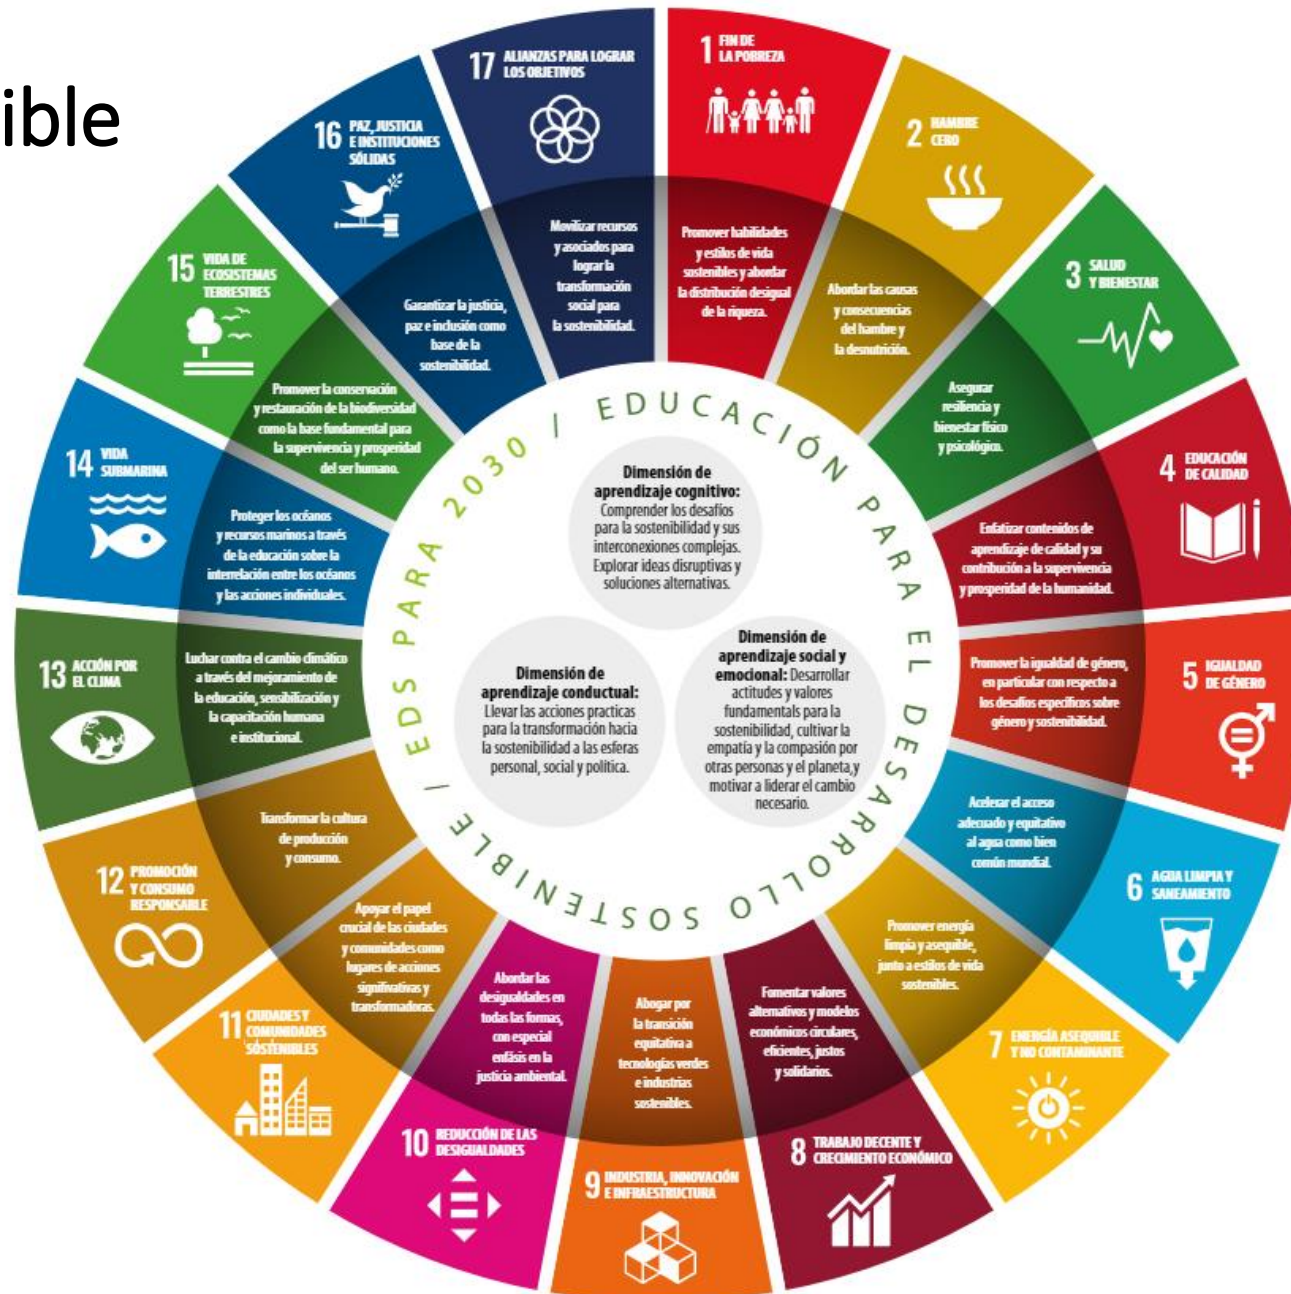 ible
1 FIN DE
LA POBREZA
Promover habilidades
y estilos de vida
sostenibles y abordar
la distribución desigual
de la riqueza.
2 HAMBRE
CERO
Abordar las causas
y consecuencias
del hambre y
la desnutrición.
3 SALUD
Y BIENESTAR
Asegurar
resiliencia y
bienestar físico
y psicológico.
4 EDUCACIÓN
DE CALIDAD
Enfatizar contenidos de
aprendizaje de calidad y su
contribución a la supervivencia
y prosperidad de la humanidad.
5 IGUALDAD
DE GÉNERO
Promover la igualdad de género,
en particular con respecto a
los desafíos específicos sobre
género y sostenibilidad.
6 AGUA LIMPIA Y
SANEAMIENTO
Acelerar el acceso
adecuado y equitativo
al agua como bien
común mundial.
7 ENERGÍA ASEQUIBLE
Y NO CONTAMINANTE
Promover energía
limpia y asequible,
junto a estilos de vida
sostenibles.
8 TRABAJO DECENTE Y
CRECIMIENTO ECONÓMICO
Fomentar valores
alternativos y modelos
económicos circulares,
eficientes, justos
y solidarios.
9 INDUSTRIA, INNOVACIÓN
E INFRAESTRUCTURA
Abogar por
la transición
equitativa a
tecnologías verdes
e industrias
sostenibles.
10 REDUCCIÓN DE LAS
DESIGUALDADES
Abordar las
desigualdades en
todas las formas,
con especial
enfásis en la
justicia ambiental.
11 CIUDADES Y
COMUNIDADES
SOSTENIBLES
Apoyar el papel
crucial de las ciudades
y comunidades como
lugares de acciones
signifivativas y
transformadoras.
12 PROMOCIÓN
Y CONSUMO
RESPONSABLE
Transformar la cultura
de producción
y consumo.
13 ACCIÓN POR
EL CLIMA
Luchar contra el cambio climático
a través del mejoramiento de
la educación, sensibilización y
la capacitación humana
e institucional.
14 VIDA
SUBMARINA
Proteger los océanos
y recursos marinos a través
de la educación sobre la
interrelación entre los océanos
y las acciones individuales.
15 VIDA DE
ECOSISTEMAS
TERRESTRES
Promover la conservación
y restauración de la biodiversidad
como la base fundamental para
la supervivencia y prosperidad
del ser humano.
16 PAZ, JUSTICIA
E INSTITUCIONES
SÓLIDAS
Garantizar la justicia,
paz e inclusión como
base de la
sostenibilidad.
17 ALIANZAS PARA LOGRAR
LOS OBJETIVOS
Movilizar recursos
y asociados para
lograr la
transformación
social para
la sostenibilidad.
/ EDUCACIÓN PARA EL DESARROLLO SOSTENIBLE / EDS PARA 2030
Dimensión de
aprendizaje cognitivo:
Comprender los desafíos
para la sostenibilidad y sus
interconexiones complejas.
Explorar ideas disruptivas y
soluciones alternativas.
Dimensión de
aprendizaje conductual:
Llevar las acciones practicas
para la transformación hacia
la sostenibilidad a las esferas
personal, social y política.
Dimensión de
aprendizaje social y
emocional: Desarrollar
actitudes y valores
fundamentals para la
sostenibilidad, cultivar la
empatía y la compasión por
otras personas y el planeta,y
motivar a liderar el cambio
necesario.